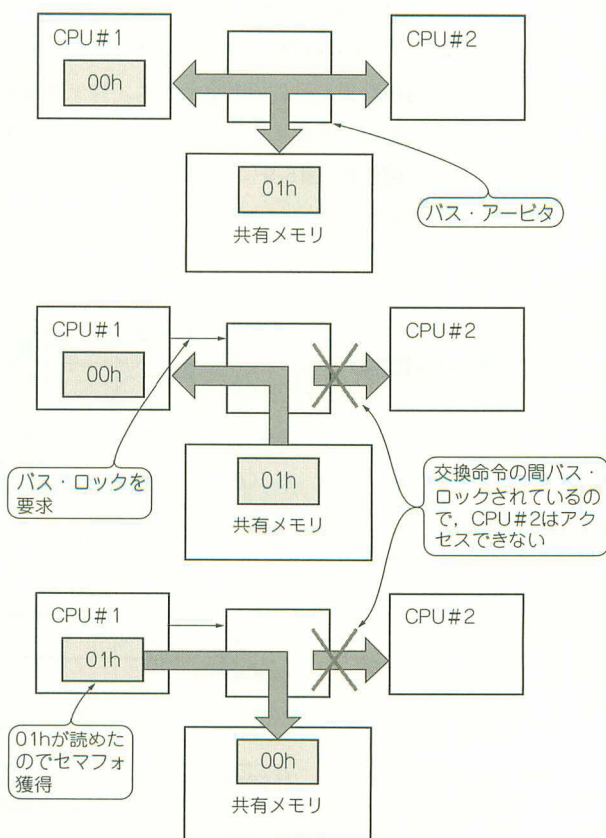 CPU#1
CPU#2
00h
01h
共有メモリ
バス・アービタ
CPU#1
CPU#2
00h
バス・ロックを
要求
01h
共有メモリ
交換命令の間バス・
ロックされているの
で，CPU#2はアク
セスできない
CPU#1
CPU#2
01h
01hが読めた
のでセマフォ
獲得
00h
共有メモリ